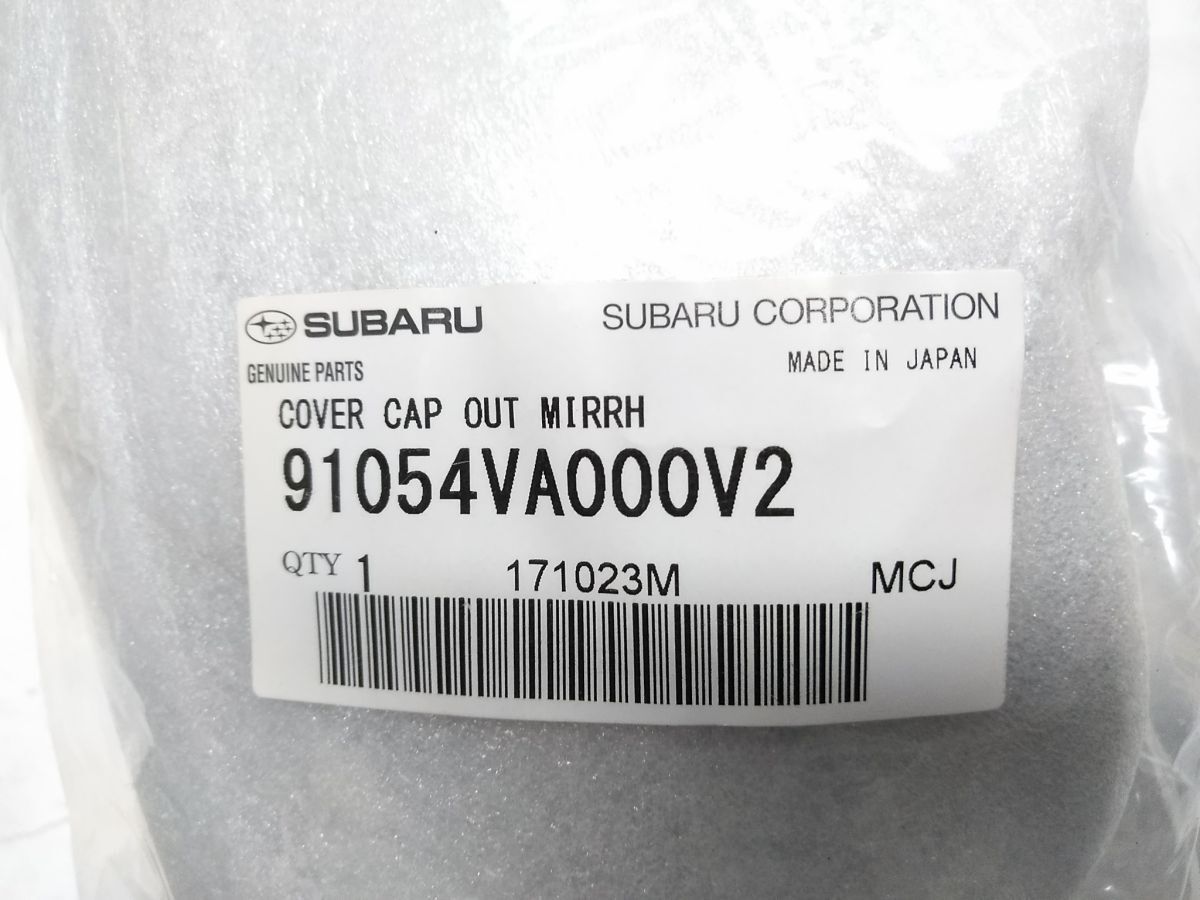 SUBARU SUBARU CORPORATION
GENUINE PARTS MADE IN JAPAN
COVER CAP OUT MIRRH
91054VA000V2
QTY 1 171023M MCJ